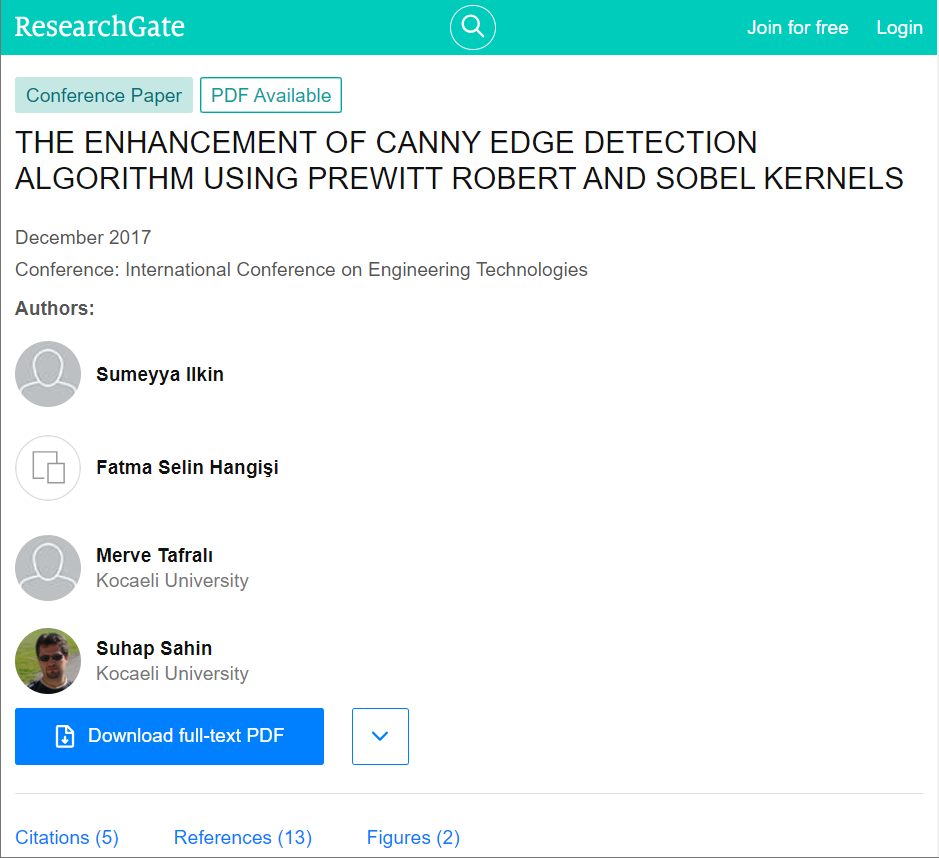 ResearchGate
Join for free
Login
Conference Paper
PDF Available
THE ENHANCEMENT OF CANNY EDGE DETECTION
ALGORITHM USING PREWITT ROBERT AND SOBEL KERNELS
December 2017
Conference: International Conference on Engineering Technologies
Authors:
Sumeyya Ilkin
Fatma Selin Hangişi
Merve Tafralı
Kocaeli University
Suhap Sahin
Kocaeli University
Download full-text PDF
Citations (5)
References (13)
Figures (2)